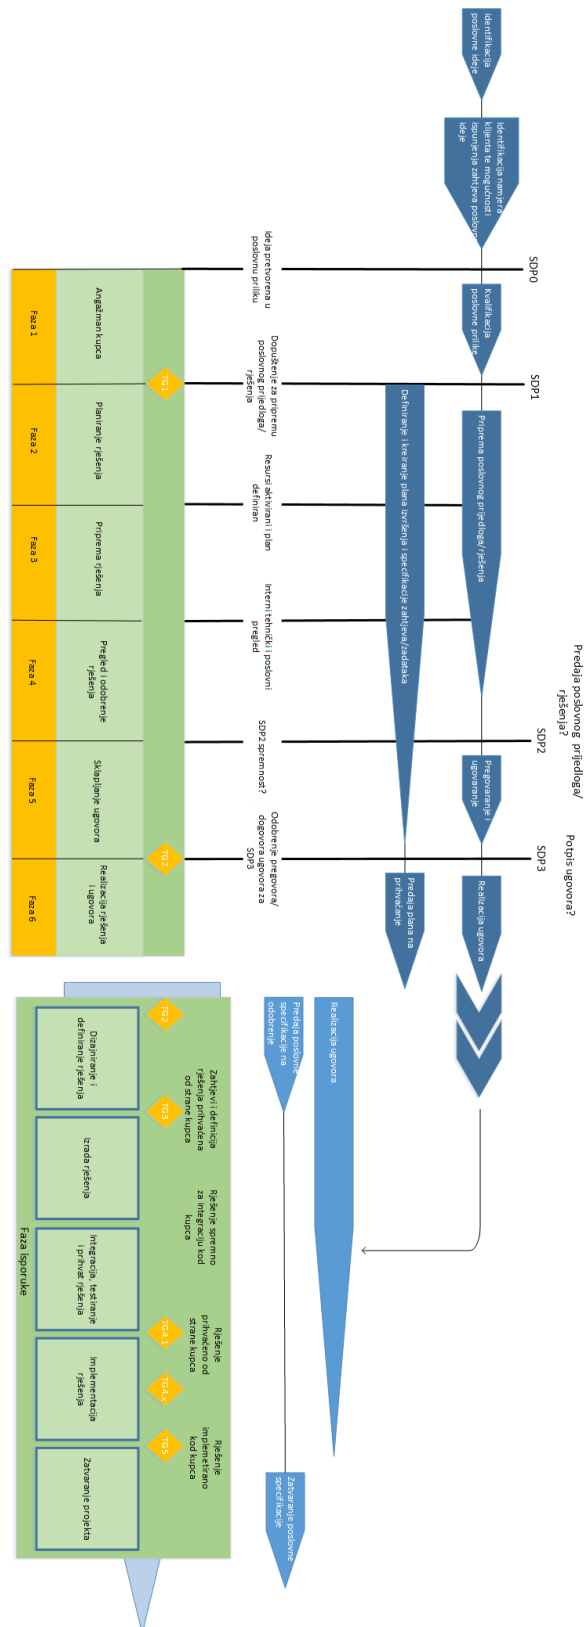 Identifikacija
poslovne ideje
Identifikacija namjera
klijenta te mogućnosti
ispunjenja zahtjeva poslovne
ideje
SDP0
Kvalifikacija
poslovne prilike
SDP1
Priprema poslovnog prijedloga/rješenja
Predaja poslovnog prijedloga/
rješenja?
SDP2
Pregovaranje i
ugovaranje
Potpis ugovora?
SDP3
Realizacija ugovora
Definiranje i kreiranje plana izvršenja i specifikacije zahtjeva/zadataka
Predaja plana na
prihvaćanje
Ideja pretvorena u
poslovnu priliku
Dopuštenje za pripremu
poslovnog prijedloga/
rješenja
Resursi aktivirani i plan
definiran
Interni tehnički i poslovni
pregled
SDP2 spremnost?
Odobrenje pregovora/
dogovora ugovora za
SDP3
TG1
TG2
Angažman kupca
Planiranje rješenja
Priprema rješenja
Pregled i odobrenje
rješenja
Sklapljanje ugovora
Realizacija rješenja
i ugovora
Faza 1
Faza 2
Faza 3
Faza 4
Faza 5
Faza 6
Realizacija ugovora
Predaja poslovne
specifikacije na
odobrenje
Zatvaranje poslovne
specifikacije
Zahtjevi i definicija
rješenja prihvaćena
od strane kupca
Rješenje spremno
za integraciju kod
kupca
Rješenje
prihvaćeno od
strane kupca
Rješenje
implemetirano
kod kupca
TG2
TG3
TG4.1
TG4.x
TG5
Dizajniranje i
definiranje rješenja
Izrada rješenja
Integracija, testiranje
i prihvat rješenja
Implementacija
rješenja
Zatvaranje projekta
Faza isporuke